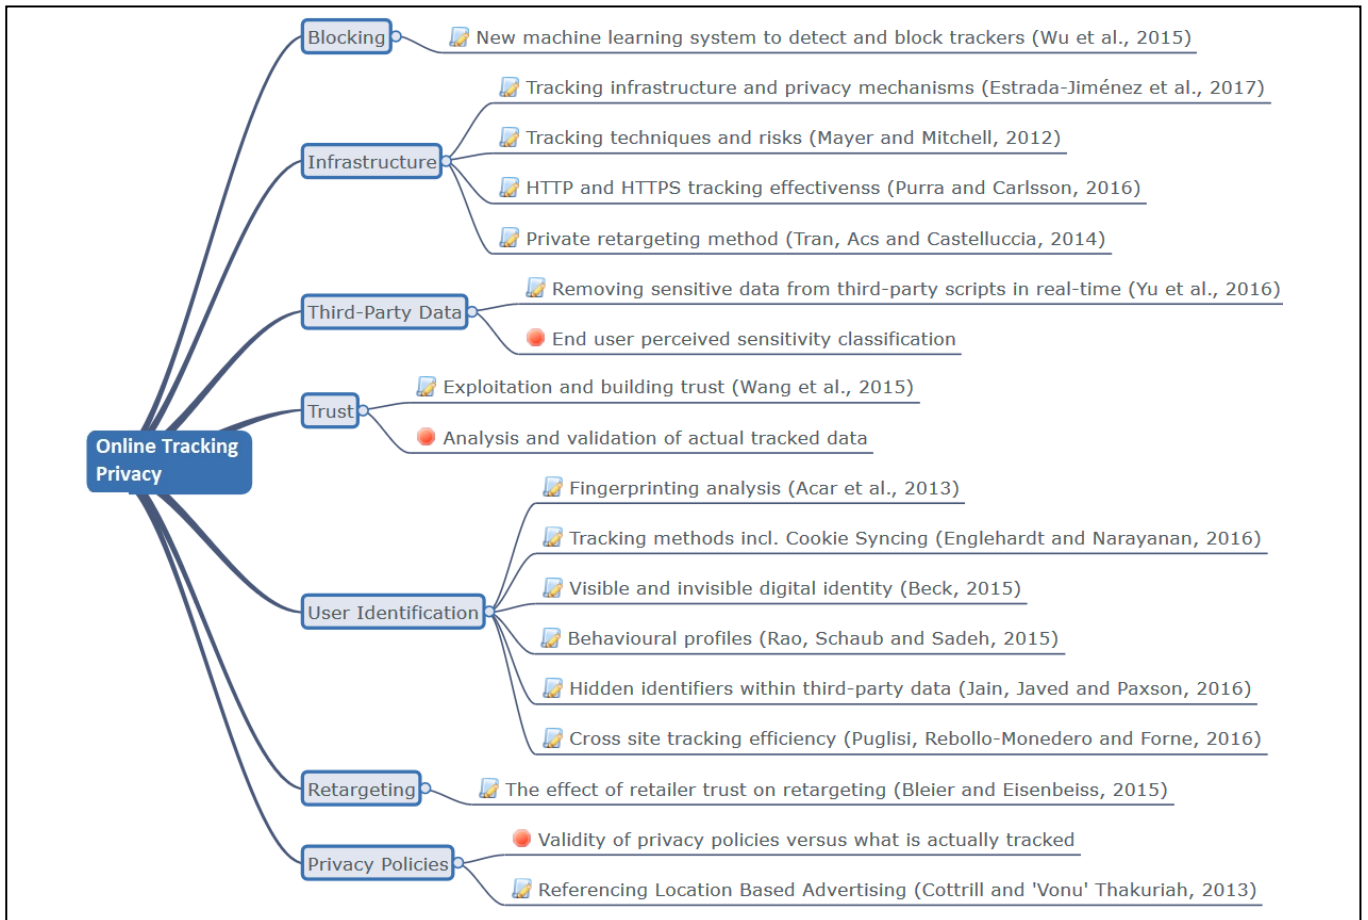 Blocking
New machine learning system to detect and block trackers (Wu et al., 2015)
Infrastructure
Tracking infrastructure and privacy mechanisms (Estrada-Jiménez et al., 2017)
Tracking techniques and risks (Mayer and Mitchell, 2012)
HTTP and HTTPS tracking effectivenss (Purra and Carlsson, 2016)
Private retargeting method (Tran, Acs and Castelluccia, 2014)
Third-Party Data
Removing sensitive data from third-party scripts in real-time (Yu et al., 2016)
End user perceived sensitivity classification
Trust
Exploitation and building trust (Wang et al., 2015)
Analysis and validation of actual tracked data
Online Tracking
Privacy
User Identification
Fingerprinting analysis (Acar et al., 2013)
Tracking methods incl. Cookie Syncing (Englehardt and Narayanan, 2016)
Visible and invisible digital identity (Beck, 2015)
Behavioural profiles (Rao, Schaub and Sadeh, 2015)
Hidden identifiers within third-party data (Jain, Javed and Paxson, 2016)
Cross site tracking efficiency (Puglisi, Rebollo-Monedero and Forne, 2016)
Retargeting
The effect of retailer trust on retargeting (Bleier and Eisenbeiss, 2015)
Privacy Policies
Validity of privacy policies versus what is actually tracked
Referencing Location Based Advertising (Cottrill and 'Vonu' Thakuriah, 2013)